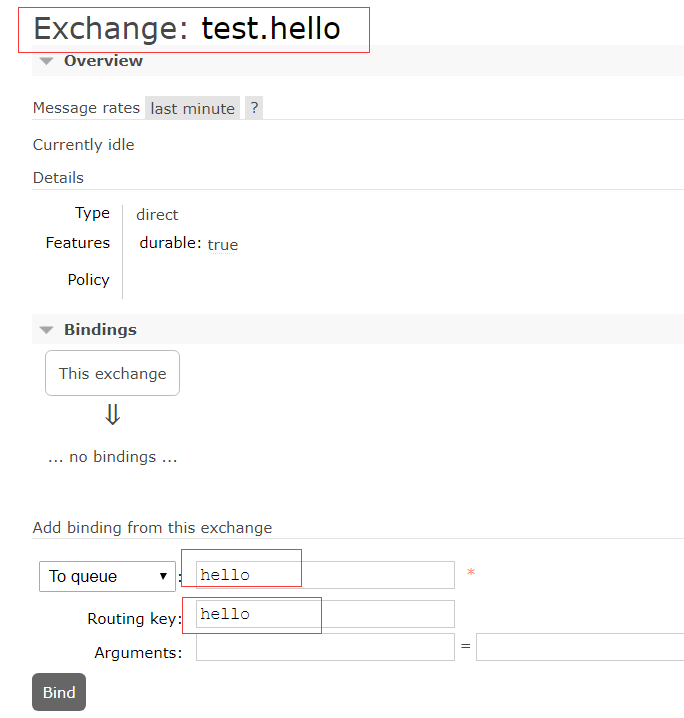 Exchange: test.hello
Overview
Message rates last minute ?
Currently idle
Details
Type direct
Features durable: true
Policy
Bindings
This exchange
⇓
... no bindings ...
Add binding from this exchange
To queue : hello *
Routing key: hello
Arguments: =
Bind